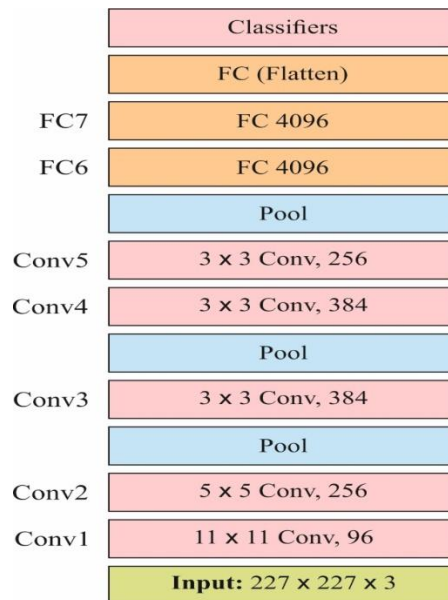 Classifiers
FC (Flatten)
FC7 FC 4096
FC6 FC 4096
Pool
Conv5 3 x 3 Conv, 256
Conv4 3 x 3 Conv, 384
Pool
Conv3 3 x 3 Conv, 384
Pool
Conv2 5 x 5 Conv, 256
Conv1 11 x 11 Conv, 96
Input: 227 x 227 x 3